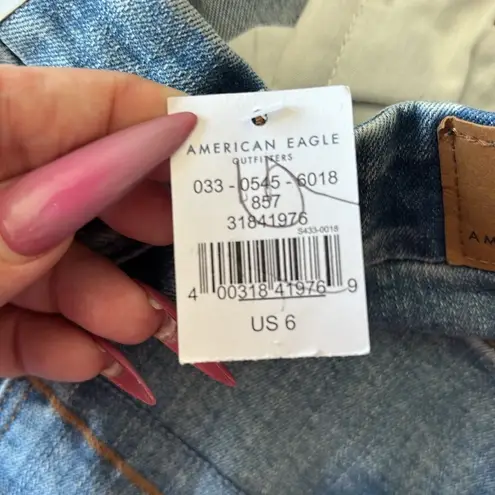 AMERICAN EAGLE
OUTFITTERS
033 - 0545 - 6018
857
31841976
S433-0018
4 00318 41976 9
US 6
AM